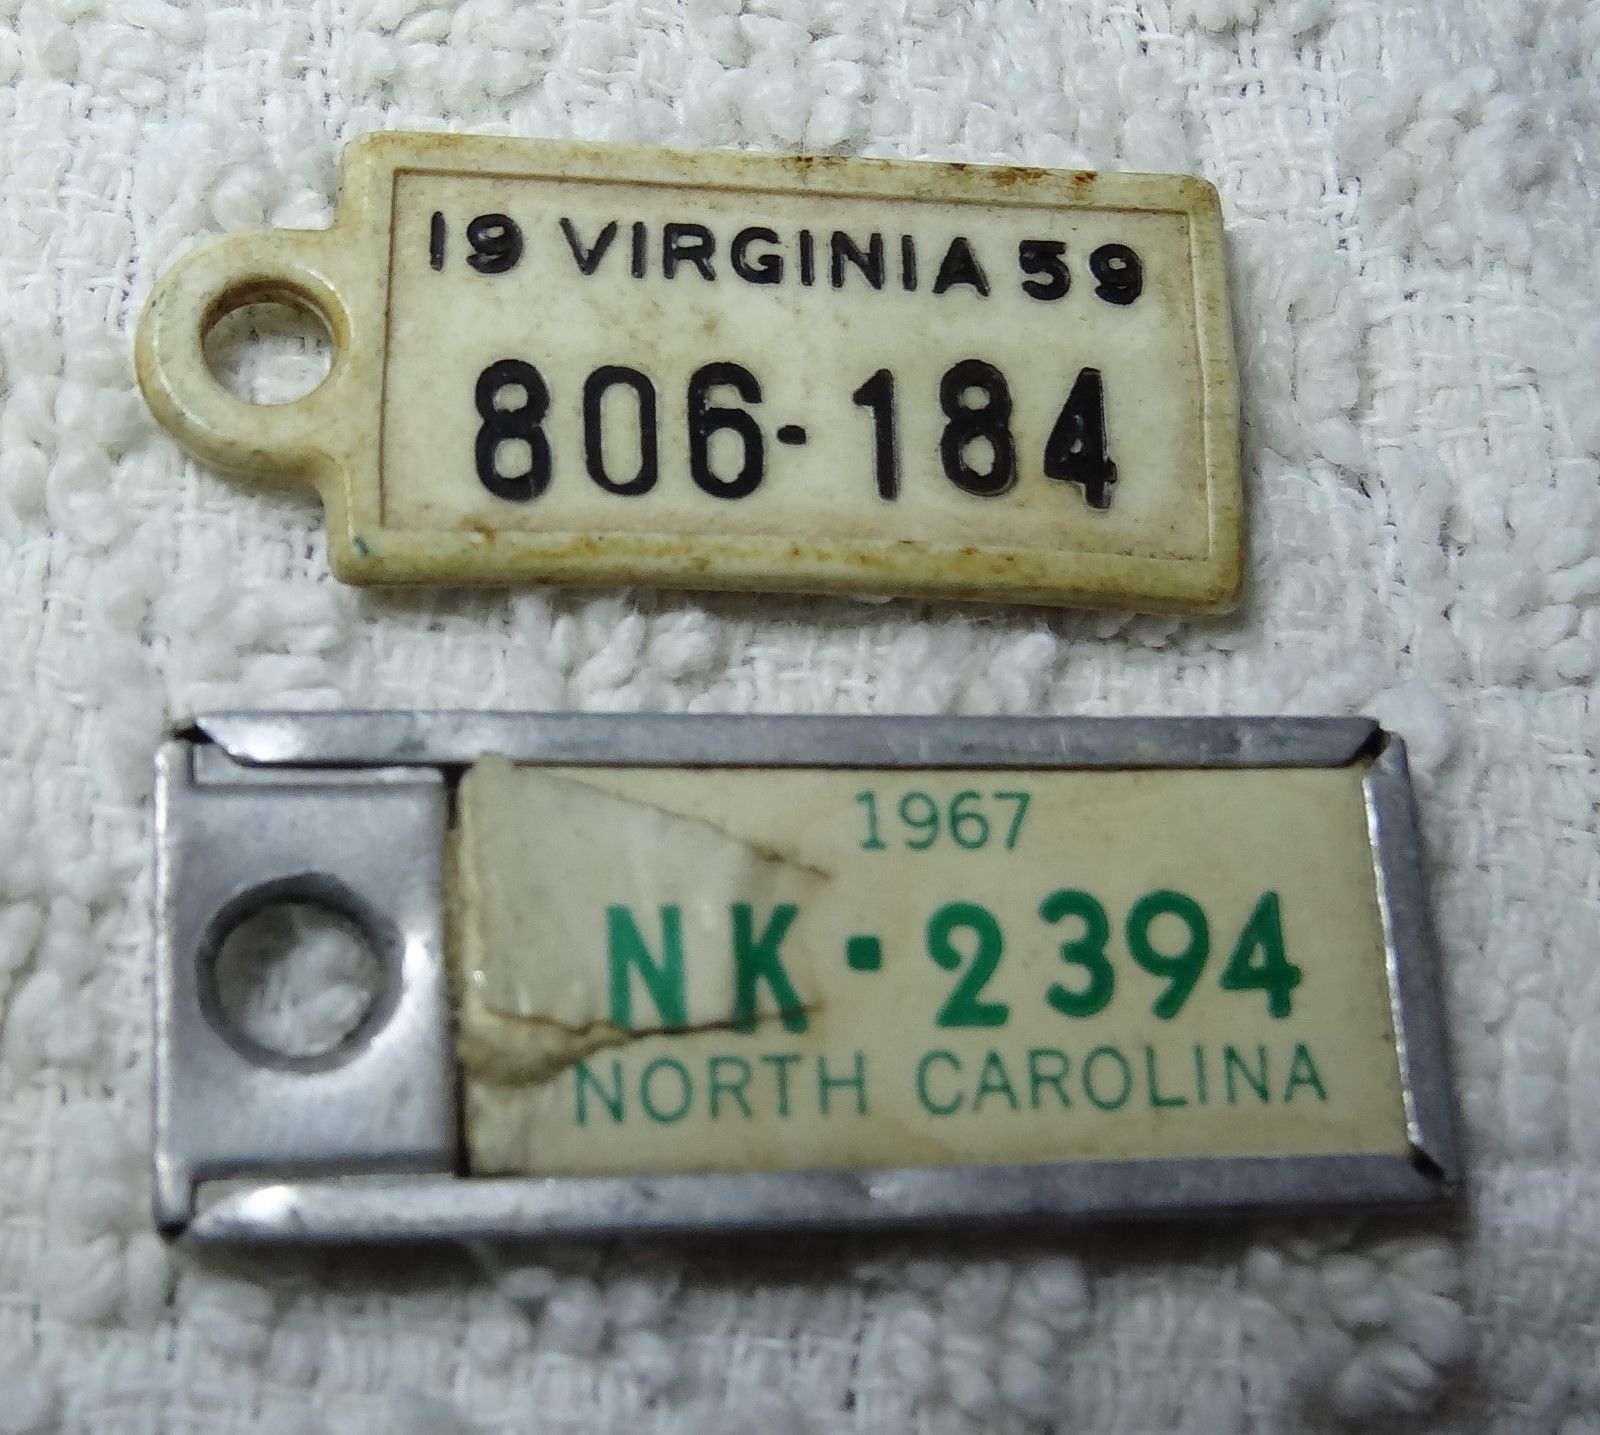 19 VIRGINIA 59
806-184
1967
NK·2394
NORTH CAROLINA